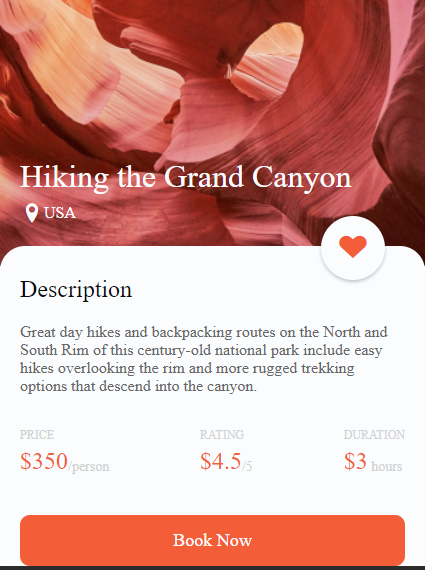 Hiking the Grand Canyon
USA
Description
Great day hikes and backpacking routes on the North and
South Rim of this century-old national park include easy
hikes overlooking the rim and more rugged trekking
options that descend into the canyon.
PRICE RATING DURATION
$350/person $4.5/5 $3 hours
Book Now